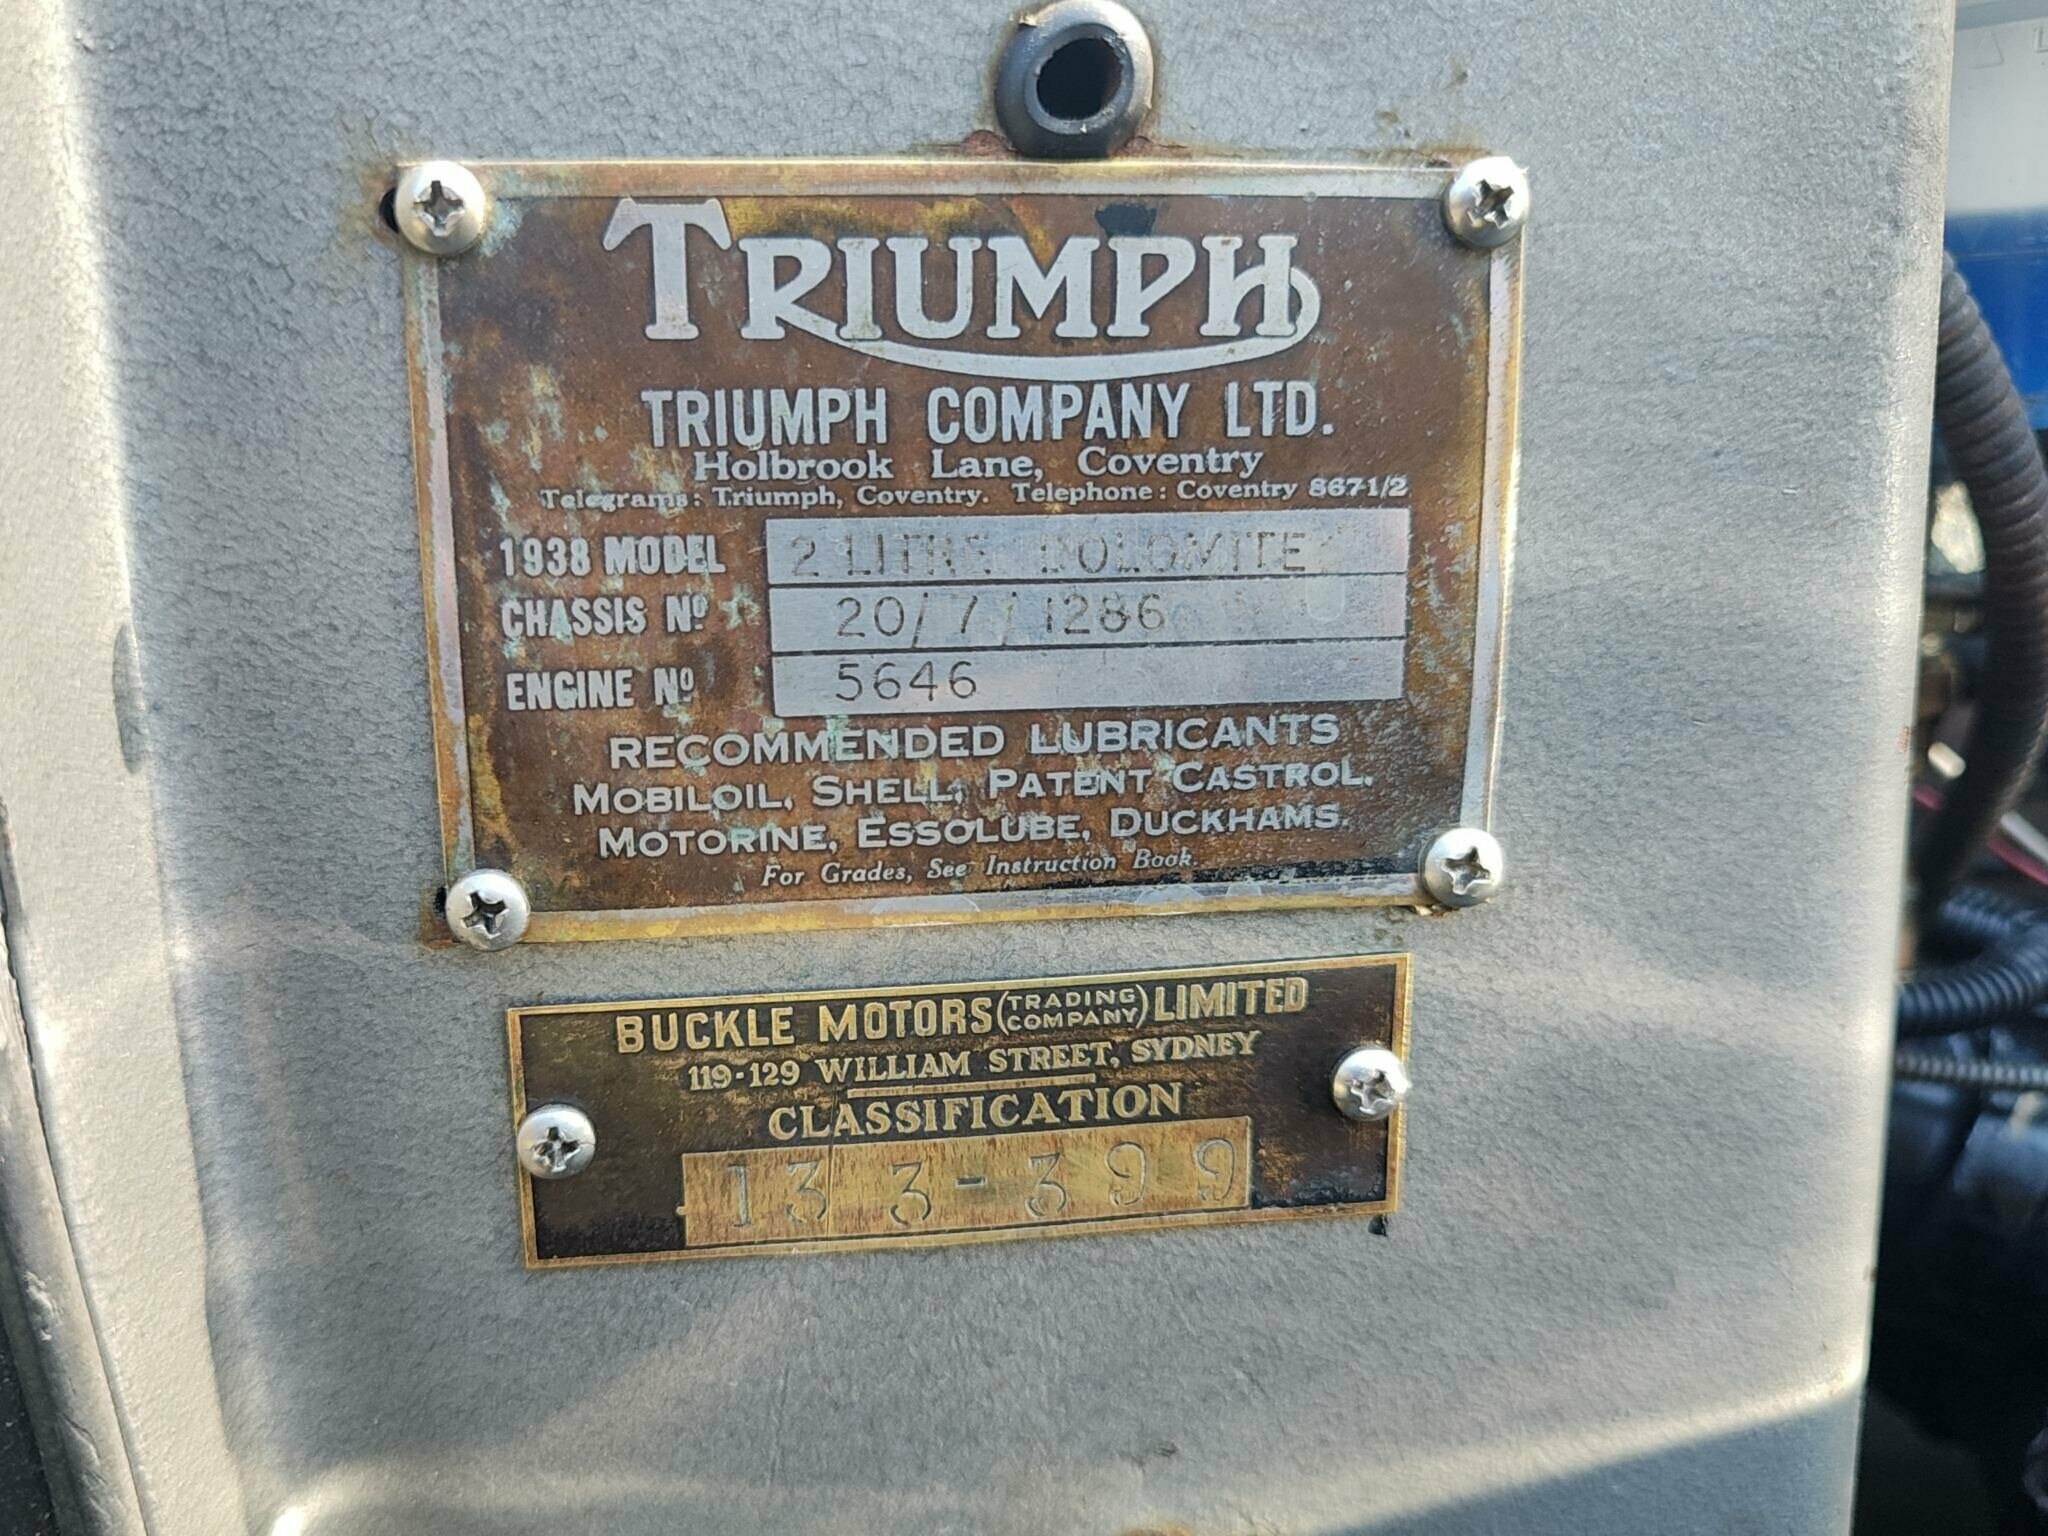 TRIUMPH
TRIUMPH COMPANY LTD.
Holbrook Lane, Coventry
Telegrams: Triumph, Coventry. Telephone: Coventry 8671/2
1938 MODEL 2 LITRE DOLOMITE
CHASSIS Nº 20/7/1286
ENGINE Nº 5646
RECOMMENDED LUBRICANTS
MOBILOIL, SHELL, PATENT CASTROL,
MOTORINE, ESSOLUBE, DUCKHAMS.
For Grades, See Instruction Book.
BUCKLE MOTORS (TRADING COMPANY) LIMITED
119-129 WILLIAM STREET, SYDNEY
CLASSIFICATION
133-399